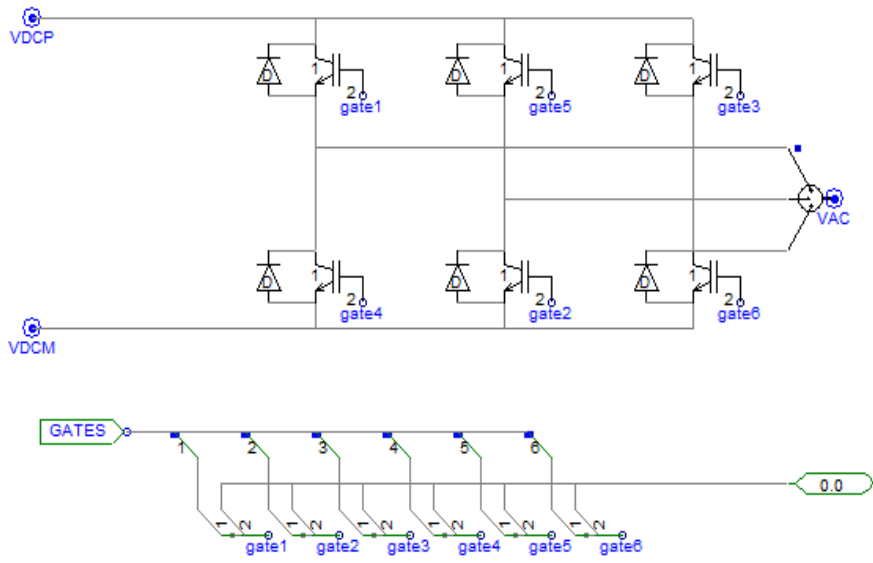 VDCP
D 1 2 gate1
D 1 2 gate5
D 1 2 gate3
VAC
D 1 2 gate4
D 1 2 gate2
D 1 2 gate6
VDCM
GATES
1 2 3 4 5 6
0.0
1 2 1 2 1 2 1 2 1 2 1 2
gate1 gate2 gate3 gate4 gate5 gate6